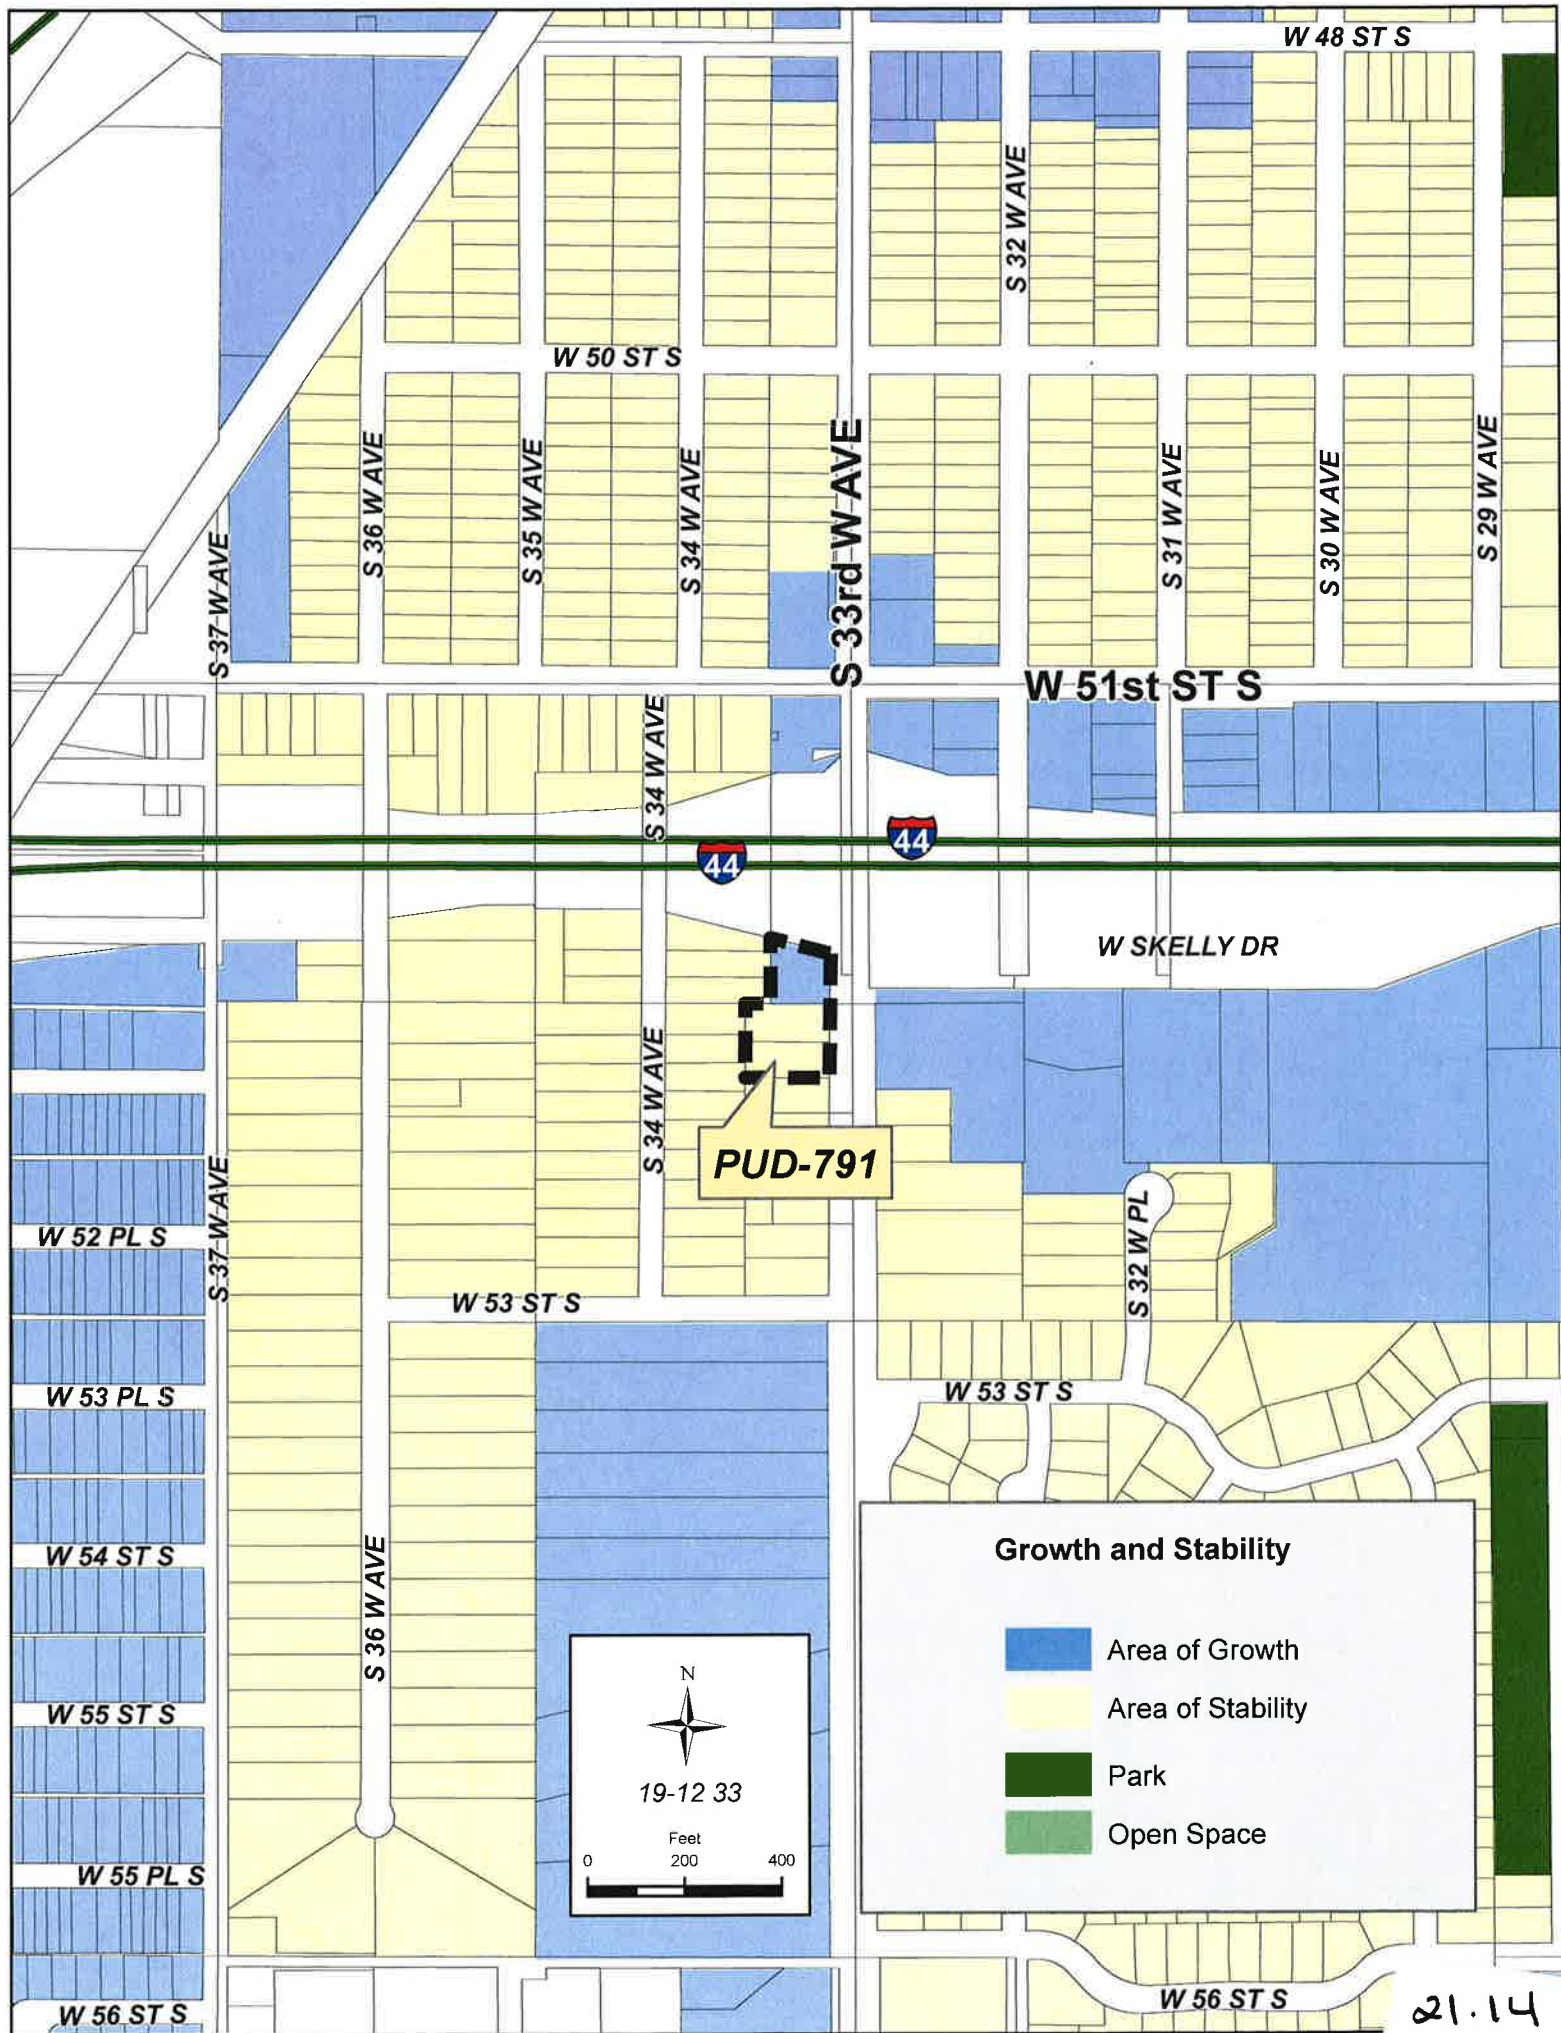 W 48 ST S
S 32 W AVE
W 50 ST S
S 37 W AVE
S 36 W AVE
S 35 W AVE
S 34 W AVE
S 33rd W AVE
S 31 W AVE
S 30 W AVE
S 29 W AVE
W 51st ST S
S 34 W AVE
44
44
W SKELLY DR
S 34 W AVE
PUD-791
S 37 W AVE
W 52 PL S
S 32 W PL
W 53 ST S
W 53 PL S
W 53 ST S
S 36 W AVE
W 54 ST S
W 55 ST S
W 55 PL S
W 56 ST S
N
19-12 33
Feet
0 200 400
Growth and Stability
Area of Growth
Area of Stability
Park
Open Space
W 56 ST S
21.14